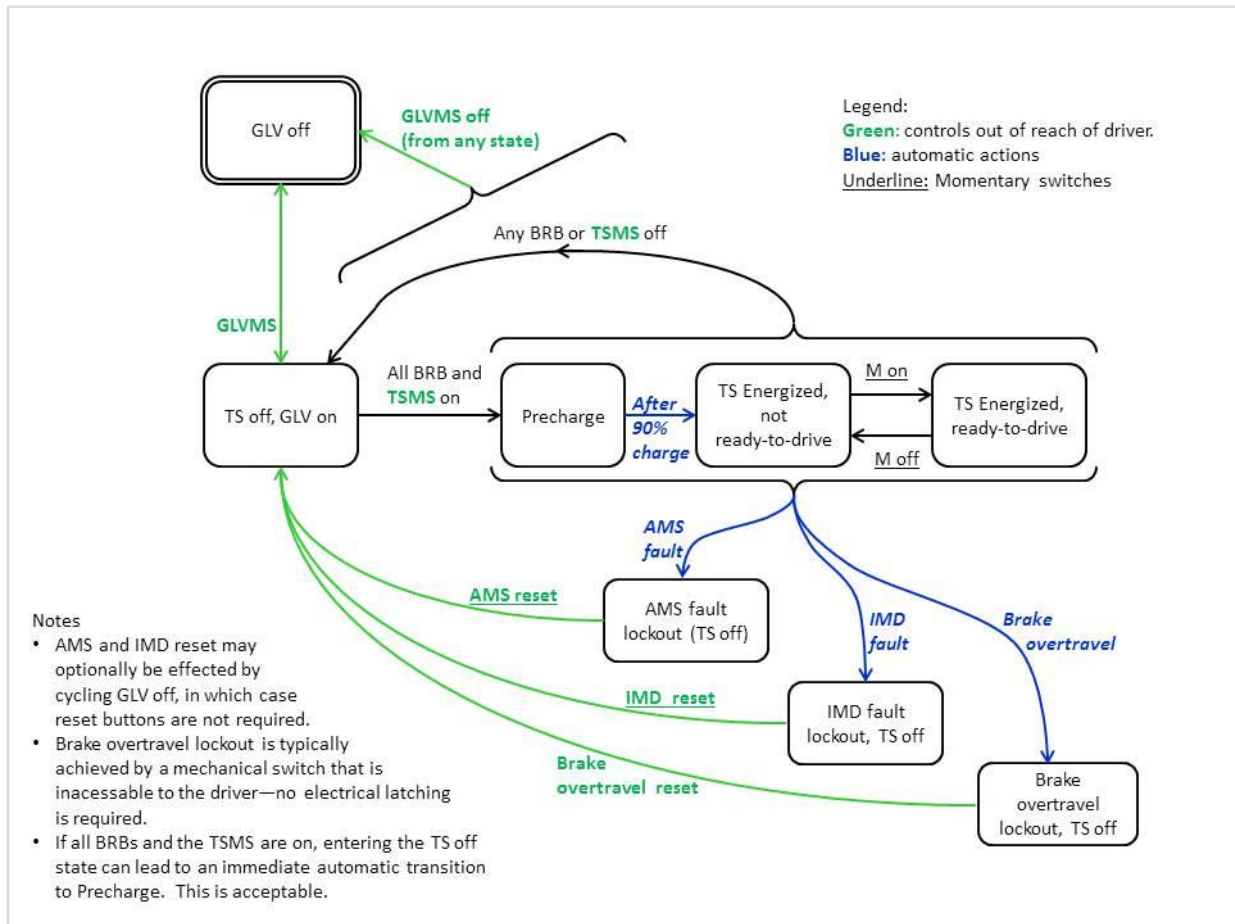 GLV off
GLVMS off
(from any state)
Legend:
Green: controls out of reach of driver.
Blue: automatic actions
Underline: Momentary switches
Any BRB or TSMS off
GLVMS
TS off, GLV on
All BRB and
TSMS on
Precharge
After
90%
charge
TS Energized,
not
ready-to-drive
M on
M off
TS Energized,
ready-to-drive
AMS
fault
IMD
fault
Brake
overtravel
AMS reset
AMS fault
lockout (TS off)
IMD reset
IMD fault
lockout, TS off
Brake
overtravel reset
Brake
overtravel
lockout, TS off
Notes
• AMS and IMD reset may
optionally be effected by
cycling GLV off, in which case
reset buttons are not required.
• Brake overtravel lockout is typically
achieved by a mechanical switch that is
inacessable to the driver—no electrical latching
is required.
• If all BRBs and the TSMS are on, entering the TS off
state can lead to an immediate automatic transition
to Precharge. This is acceptable.